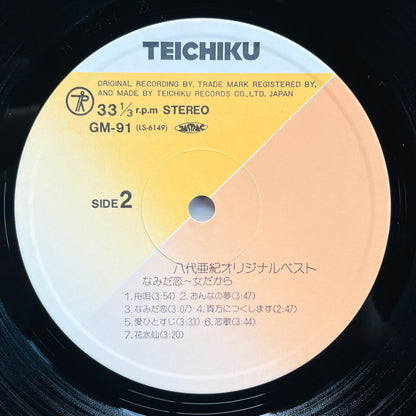 TEICHIKU
ORIGINAL RECORDING BY, TRADE MARK REGISTERED BY,
AND MADE BY TEICHIKU RECORDS CO., LTD. JAPAN
33 1/3 r.p.m STEREO
GM-91 (LS-6149) JASRAC
SIDE 2
八代亜紀オリジナルベスト
なみだ恋~女だから
1.舟唄(3:54) 2.おんなの夢(3:47)
3.なみだ恋(3:07) 4.貴方につくします(2:47)
5.愛ひとすじ(3:33) 6.恋歌(3:44)
7.花水仙(3:20)